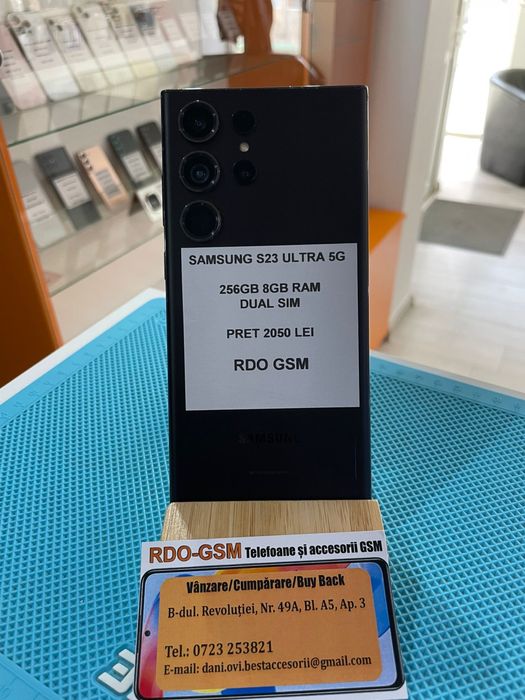 SAMSUNG S23 ULTRA 5G
256GB 8GB RAM
DUAL SIM
PRET 2050 LEI
RDO GSM
SAMSUNG
RDO-GSM Telefoane și accesorii GSM
Vânzare/Cumpărare/Buy Back
B-dul. Revoluției, Nr. 49A, Bl. A5, Ap. 3
Tel.: 0723 253821
E-mail: dani.ovi.bestaccesorii@gmail.com